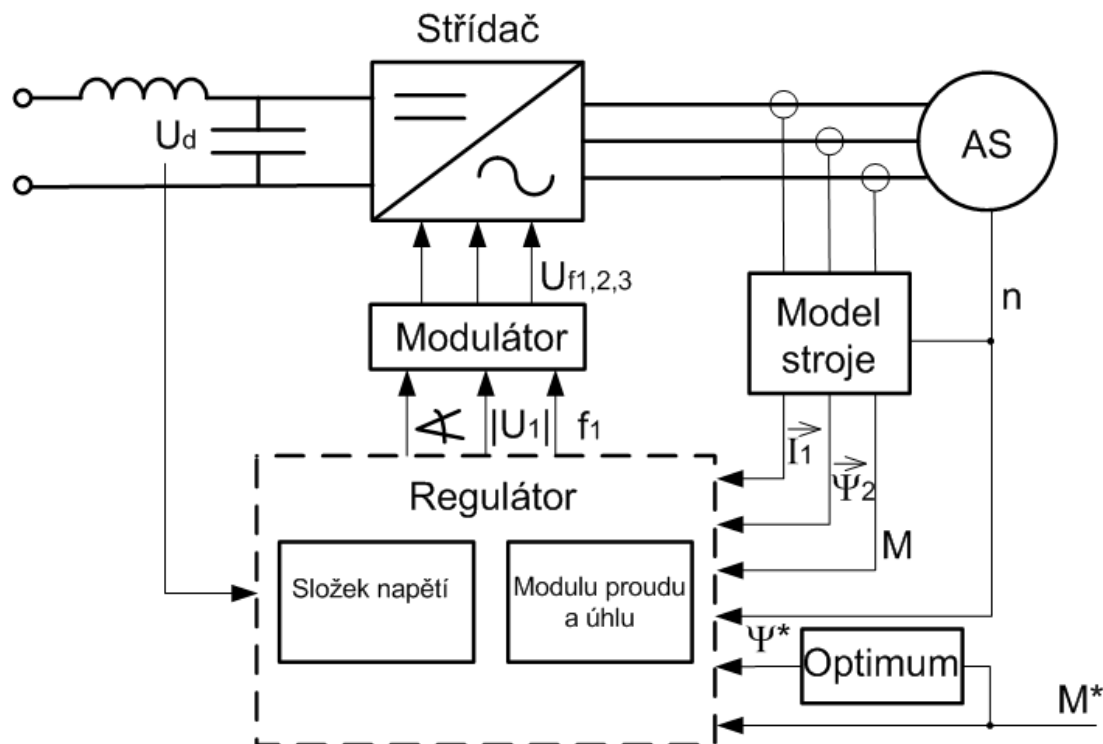 Střídač
Ud
AS
Uf1,2,3
n
Modulátor
Model
stroje
∢ |U1| f1
I1
Ψ2
M
Regulátor
Složek napětí
Modulu proudu
a úhlu
Ψ*
Optimum
M*